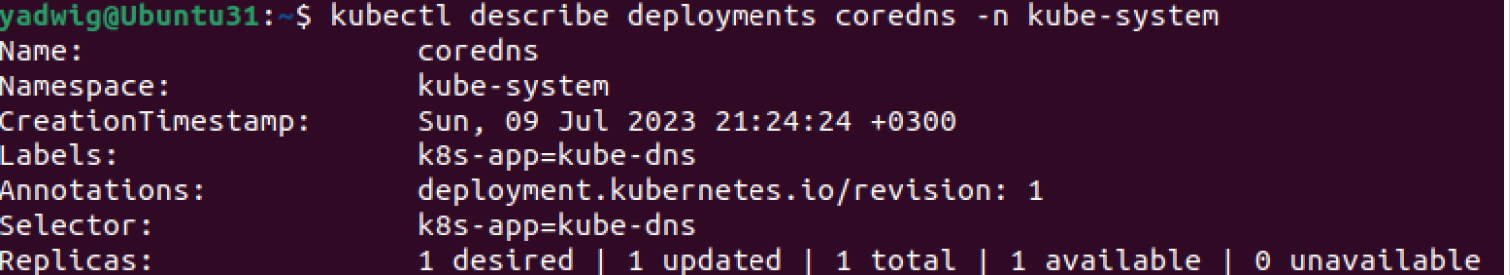 yadwig@Ubuntu31:~$ kubectl describe deployments coredns -n kube-system
Name:                   coredns
Namespace:              kube-system
CreationTimestamp:      Sun, 09 Jul 2023 21:24:24 +0300
Labels:                 k8s-app=kube-dns
Annotations:            deployment.kubernetes.io/revision: 1
Selector:               k8s-app=kube-dns
Replicas:               1 desired | 1 updated | 1 total | 1 available | 0 unavailable